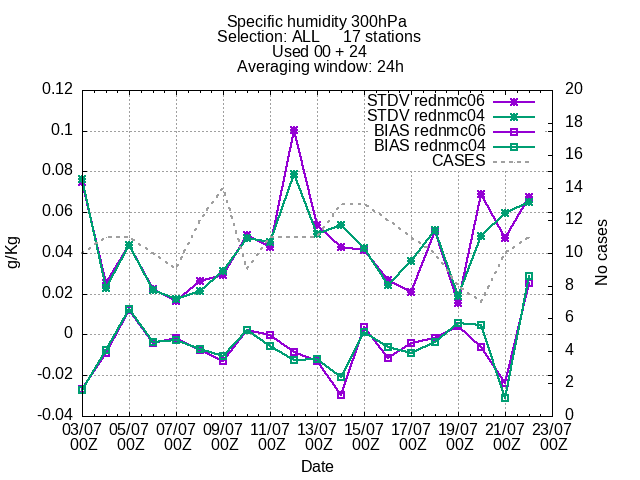 Specific humidity 300hPa
Selection: ALL 17 stations
Used 00 + 24
Averaging window: 24h
0.12
0.1
0.08
0.06
0.04
0.02
0
-0.02
-0.04
g/Kg
20
18
16
14
12
10
8
6
4
2
0
No cases
STDV rednmc06
STDV rednmc04
BIAS rednmc06
BIAS rednmc04
CASES
03/07 05/07 07/07 09/07 11/07 13/07 15/07 17/07 19/07 21/07 23/07
00Z 00Z 00Z 00Z 00Z 00Z 00Z 00Z 00Z 00Z 00Z
Date